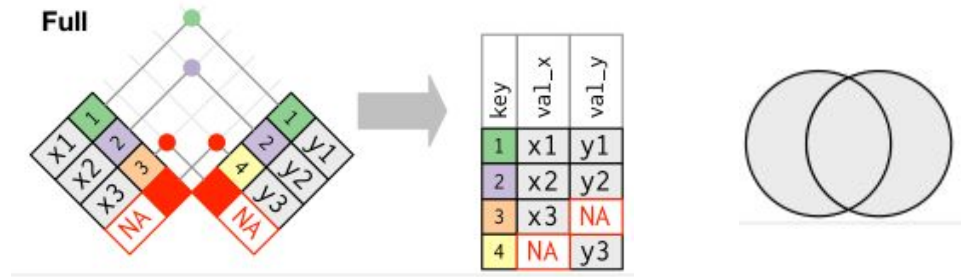 Full
1 x1
2 x2
3 x3
NA
1 y1
2 y2
4 y3
NA
key val_x val_y
1 x1 y1
2 x2 y2
3 x3 NA
4 NA y3